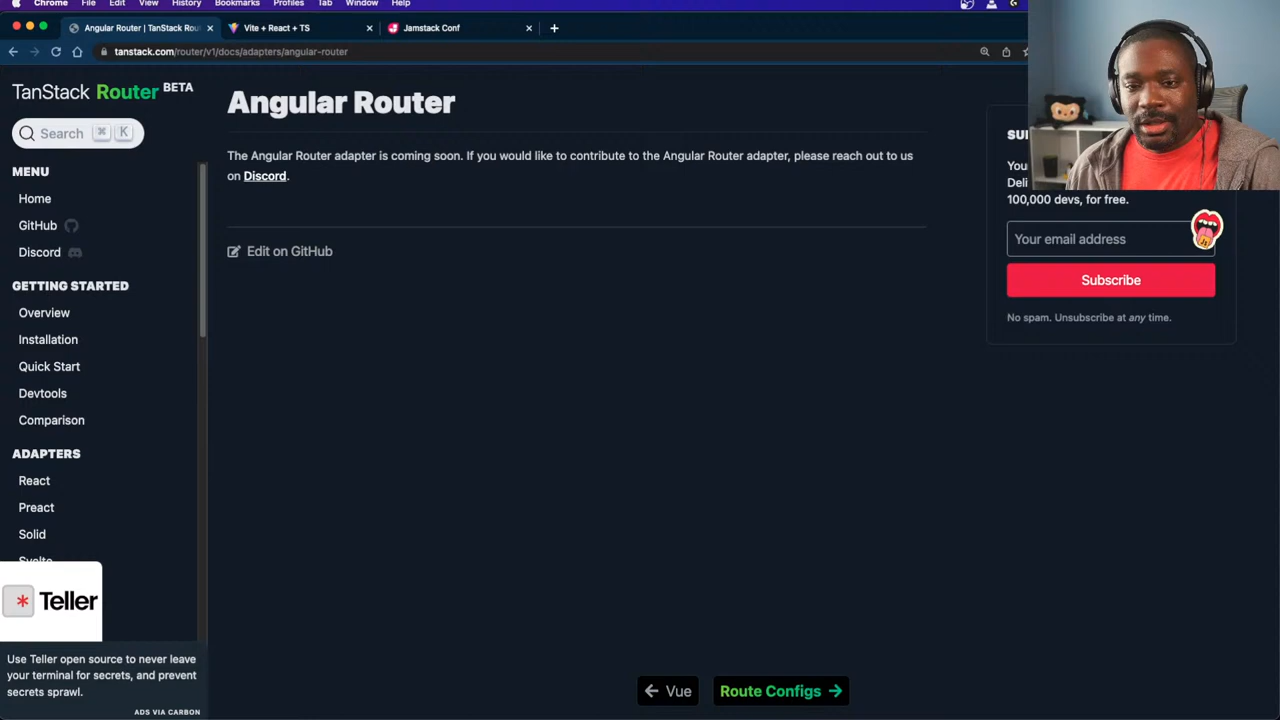 Chrome File Edit View History Bookmarks Profiles Tab Window Help
Angular Router | TanStack Rout
Vite + React + TS
Jamstack Conf
tanstack.com/router/v1/docs/adapters/angular-router
TanStack Router BETA
Search ⌘ K
MENU
Home
GitHub
Discord
GETTING STARTED
Overview
Installation
Quick Start
Devtools
Comparison
ADAPTERS
React
Preact
Solid
Svelte
* Teller
Use Teller open source to never leave
your terminal for secrets, and prevent
secrets sprawl.
ADS VIA CARBON
Angular Router
The Angular Router adapter is coming soon. If you would like to contribute to the Angular Router adapter, please reach out to us
on Discord.
Edit on GitHub
← Vue
Route Configs →
100,000 devs, for free.
Your email address
Subscribe
No spam. Unsubscribe at any time.